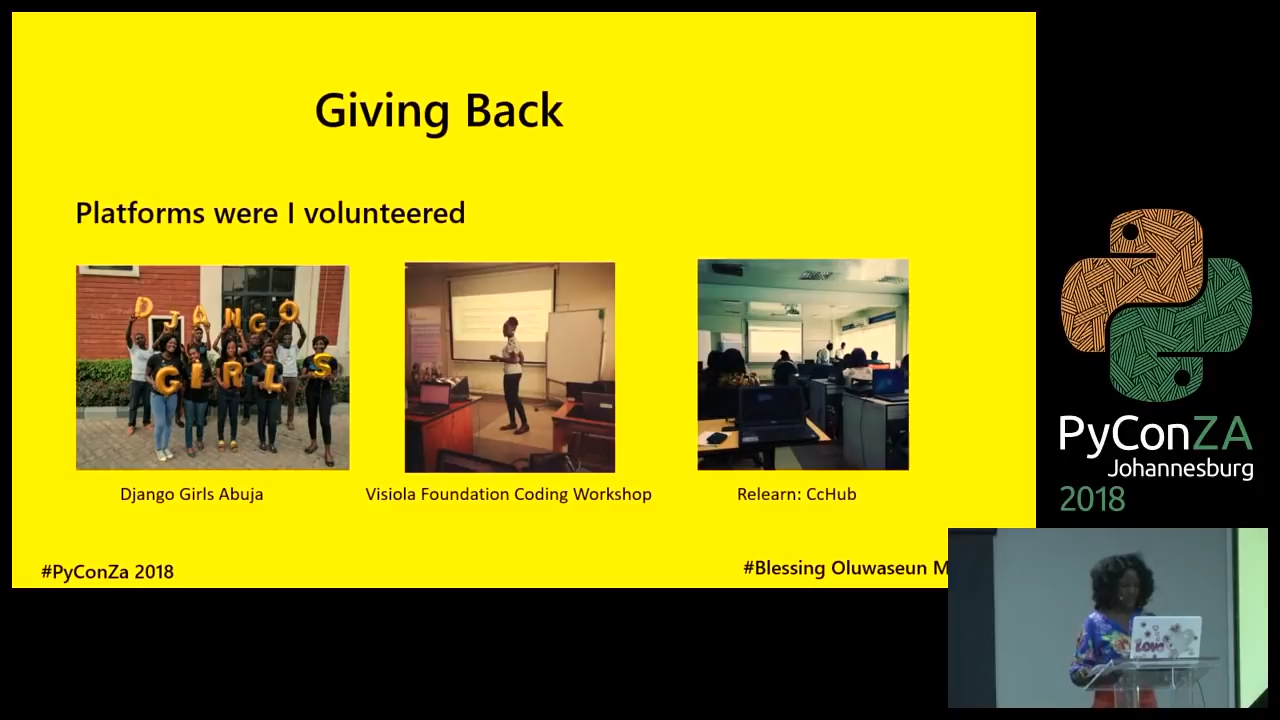 Giving Back
Platforms were I volunteered
DJANGO
GiRLS
Django Girls Abuja
Visiola Foundation Coding Workshop
Relearn: CcHub
#PyConZa 2018
#Blessing Oluwaseun M
PyConZA
Johannesburg
2018
LOVE